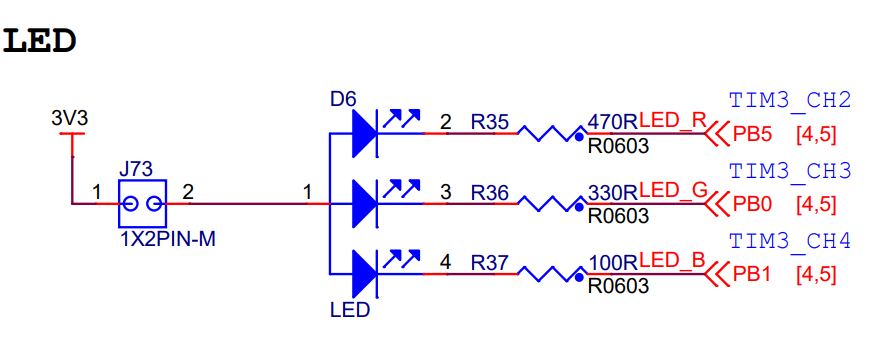 LED
D6
TIM3_CH2
3V3
2 R35 470R LED_R PB5 [4,5]
R0603
J73
TIM3_CH3
1 2 1 3 R36 330R LED_G PB0 [4,5]
R0603
1X2PIN-M
TIM3_CH4
4 R37 100R LED_B PB1 [4,5]
R0603
LED